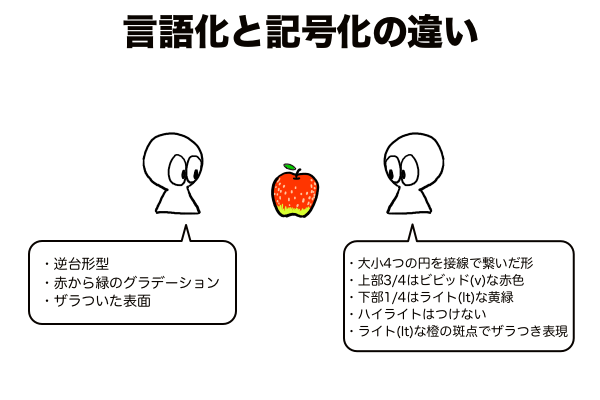 言語化と記号化の違い
・逆台形型
・赤から緑のグラデーション
・ザラついた表面
・大小4つの円を接線で繋いだ形
・上部3/4はビビッド(v)な赤色
・下部1/4はライト(lt)な黄緑
・ハイライトはつけない
・ライト(lt)な橙の斑点でザラつき表現